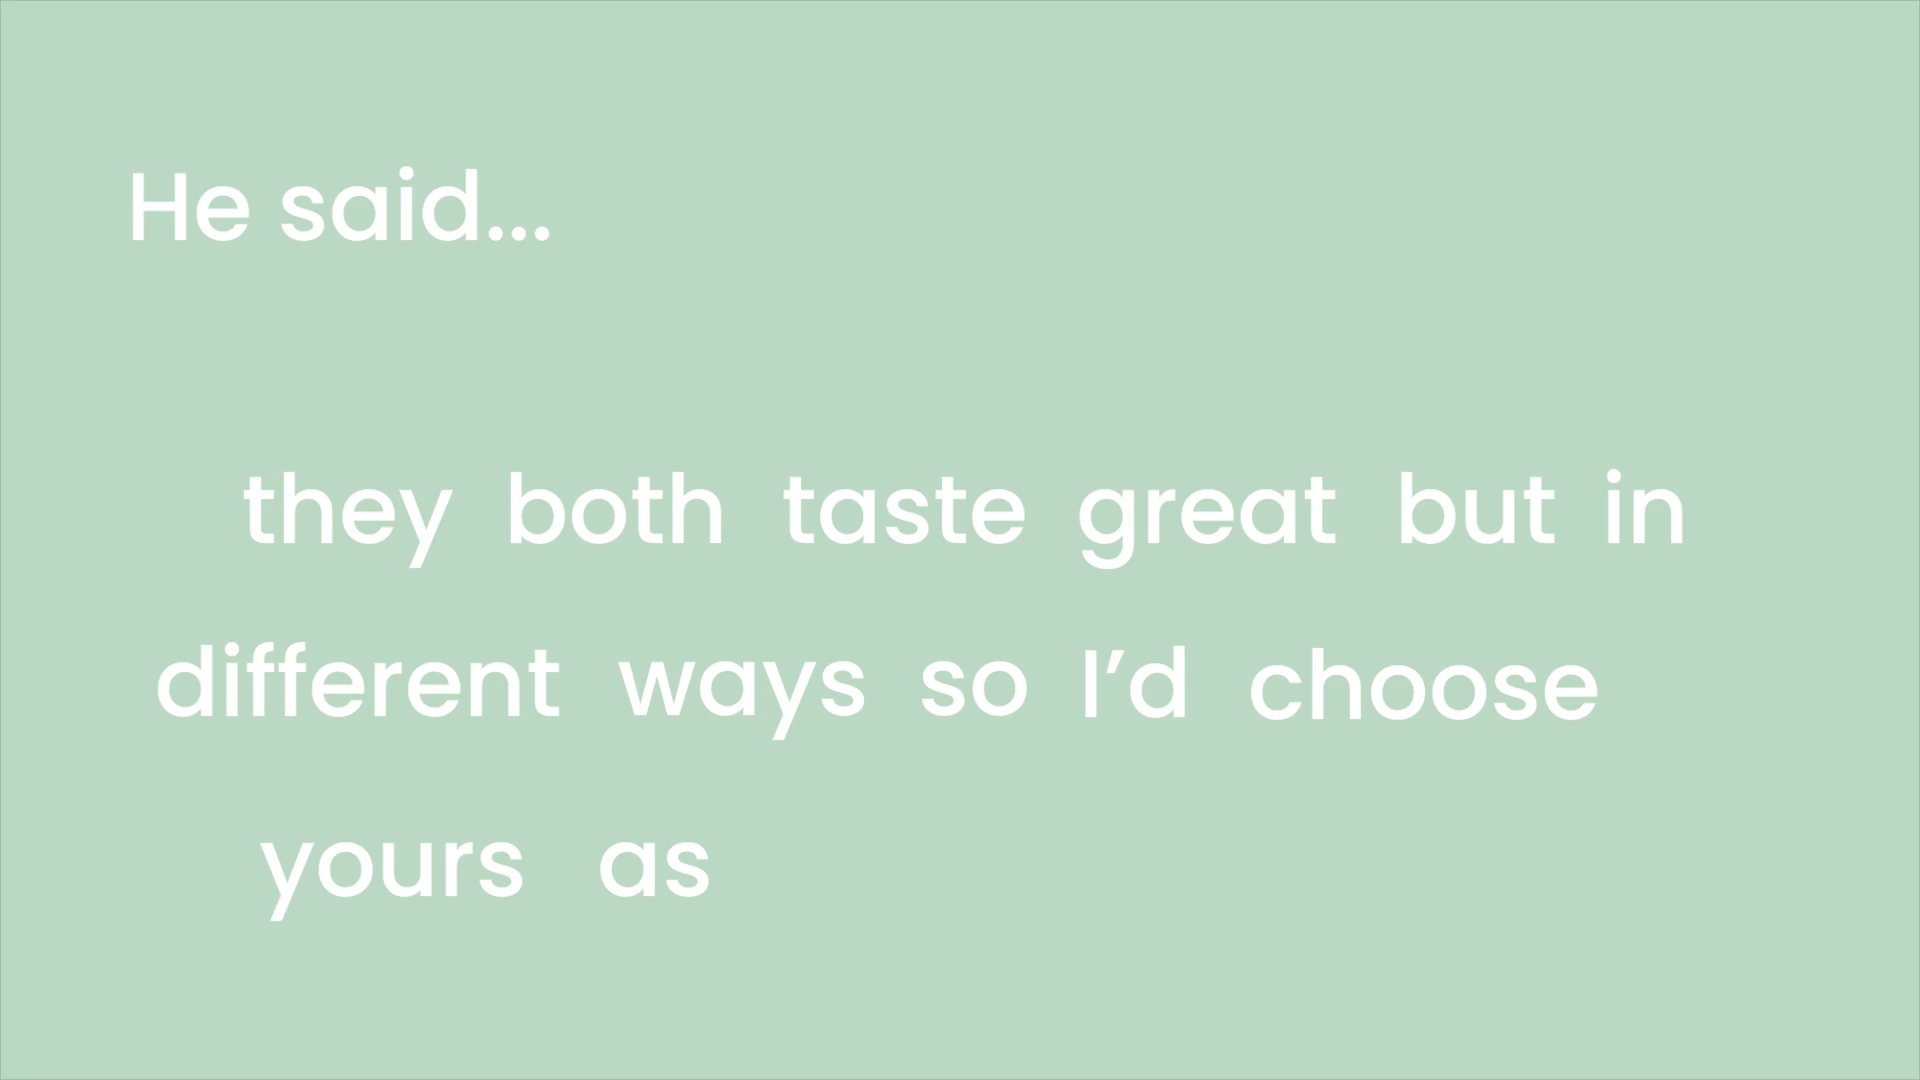 He said...
they both taste great but in
different ways so I’d choose
yours as